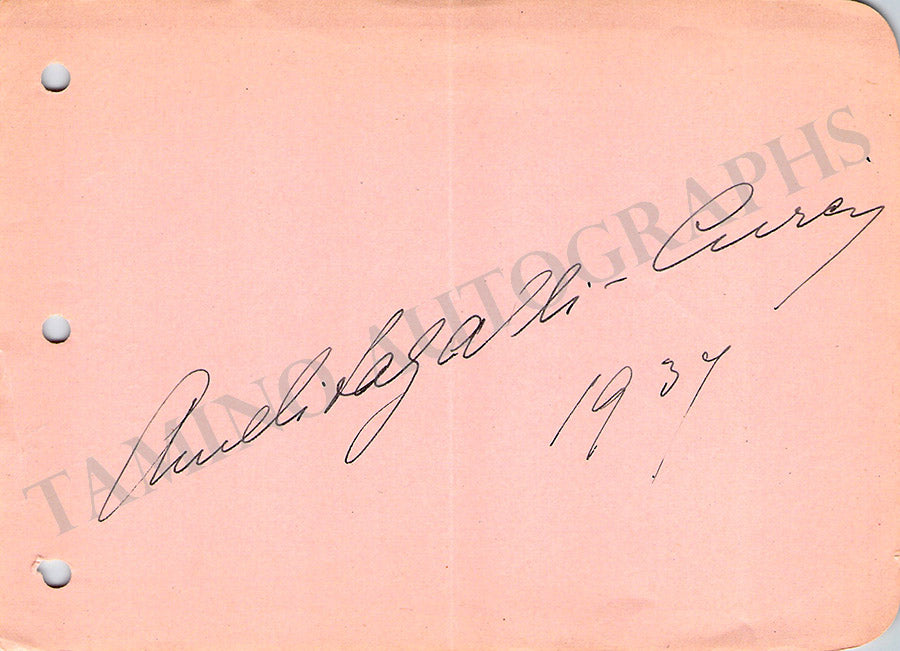 Amelita Galli-Curci
1937
TAMINO AUTOGRAPHS